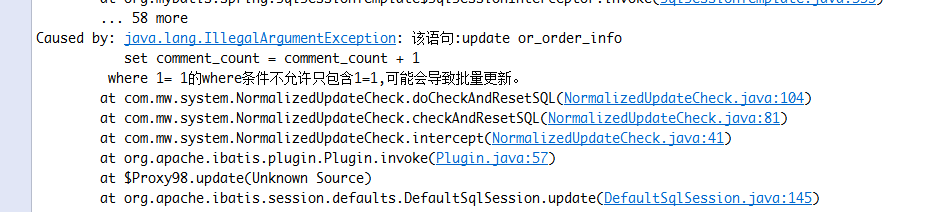 at org.mybatis.spring.SqlSessionTemplate$SqlSessionInterceptor.invoke(SqlSessionTemplate.java:355)
... 58 more
Caused by: java.lang.IllegalArgumentException: 该语句:update or_order_info
set comment_count = comment_count + 1
where 1= 1的where条件不允许只包含1=1,可能会导致批量更新。
at com.mw.system.NormalizedUpdateCheck.doCheckAndResetSQL(NormalizedUpdateCheck.java:104)
at com.mw.system.NormalizedUpdateCheck.checkAndResetSQL(NormalizedUpdateCheck.java:81)
at com.mw.system.NormalizedUpdateCheck.intercept(NormalizedUpdateCheck.java:41)
at org.apache.ibatis.plugin.Plugin.invoke(Plugin.java:57)
at $Proxy98.update(Unknown Source)
at org.apache.ibatis.session.defaults.DefaultSqlSession.update(DefaultSqlSession.java:145)